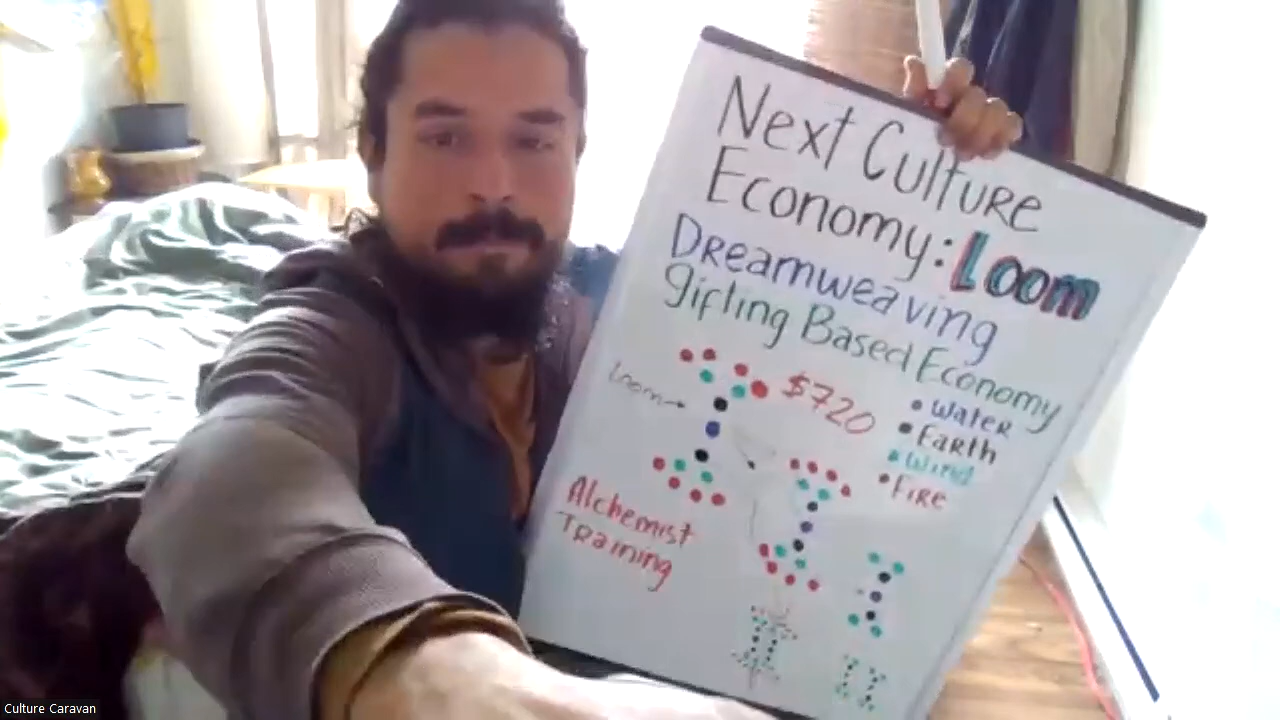 Next Culture
Economy: Loom
Dreamweaving
Gifting Based Economy
Loom
$720
Water
Earth
Wind
Fire
Alchemist
Training
Culture Caravan